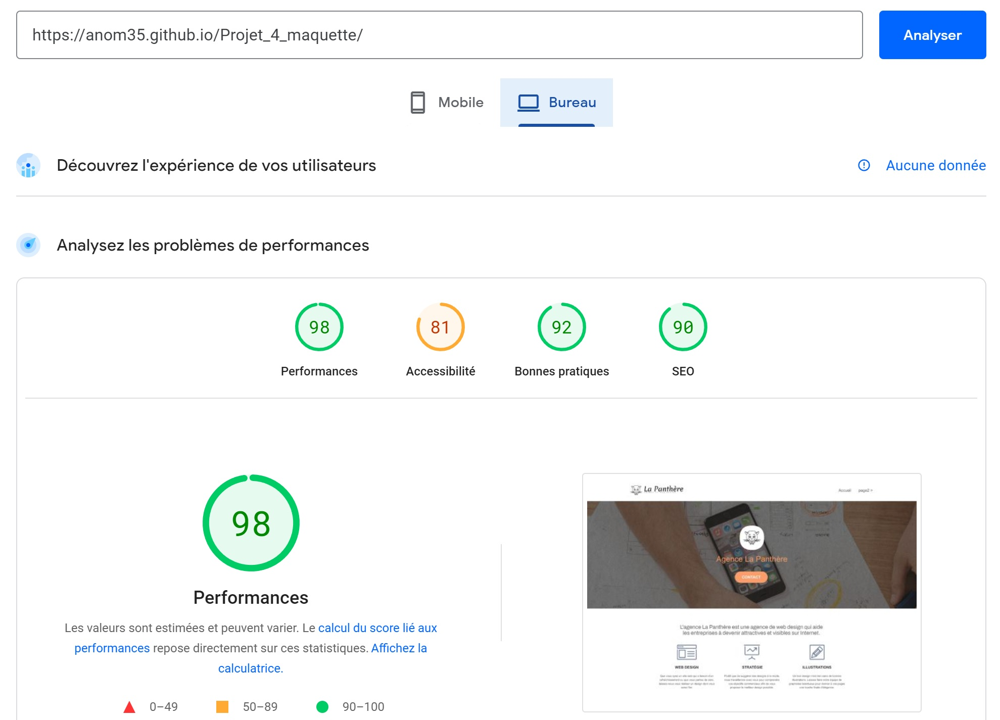 https://anom35.github.io/Projet_4_maquette/
Analyser
Mobile
Bureau
Découvrez l'expérience de vos utilisateurs
Aucune donnée
Analysez les problèmes de performances
98
81
92
90
Performances
Accessibilité
Bonnes pratiques
SEO
98
Performances
Les valeurs sont estimées et peuvent varier. Le calcul du score lié aux
performances repose directement sur ces statistiques. Affichez la
calculatrice.
0–49
50–89
90–100
La Panthère
Accueil
page2 >
Agence La Panthère
CONTACT
L'agence La Panthère est une agence de web design qui aide
les entreprises à devenir attractives et visibles sur Internet.
WEB DESIGN
STRATÉGIE
ILLUSTRATIONS